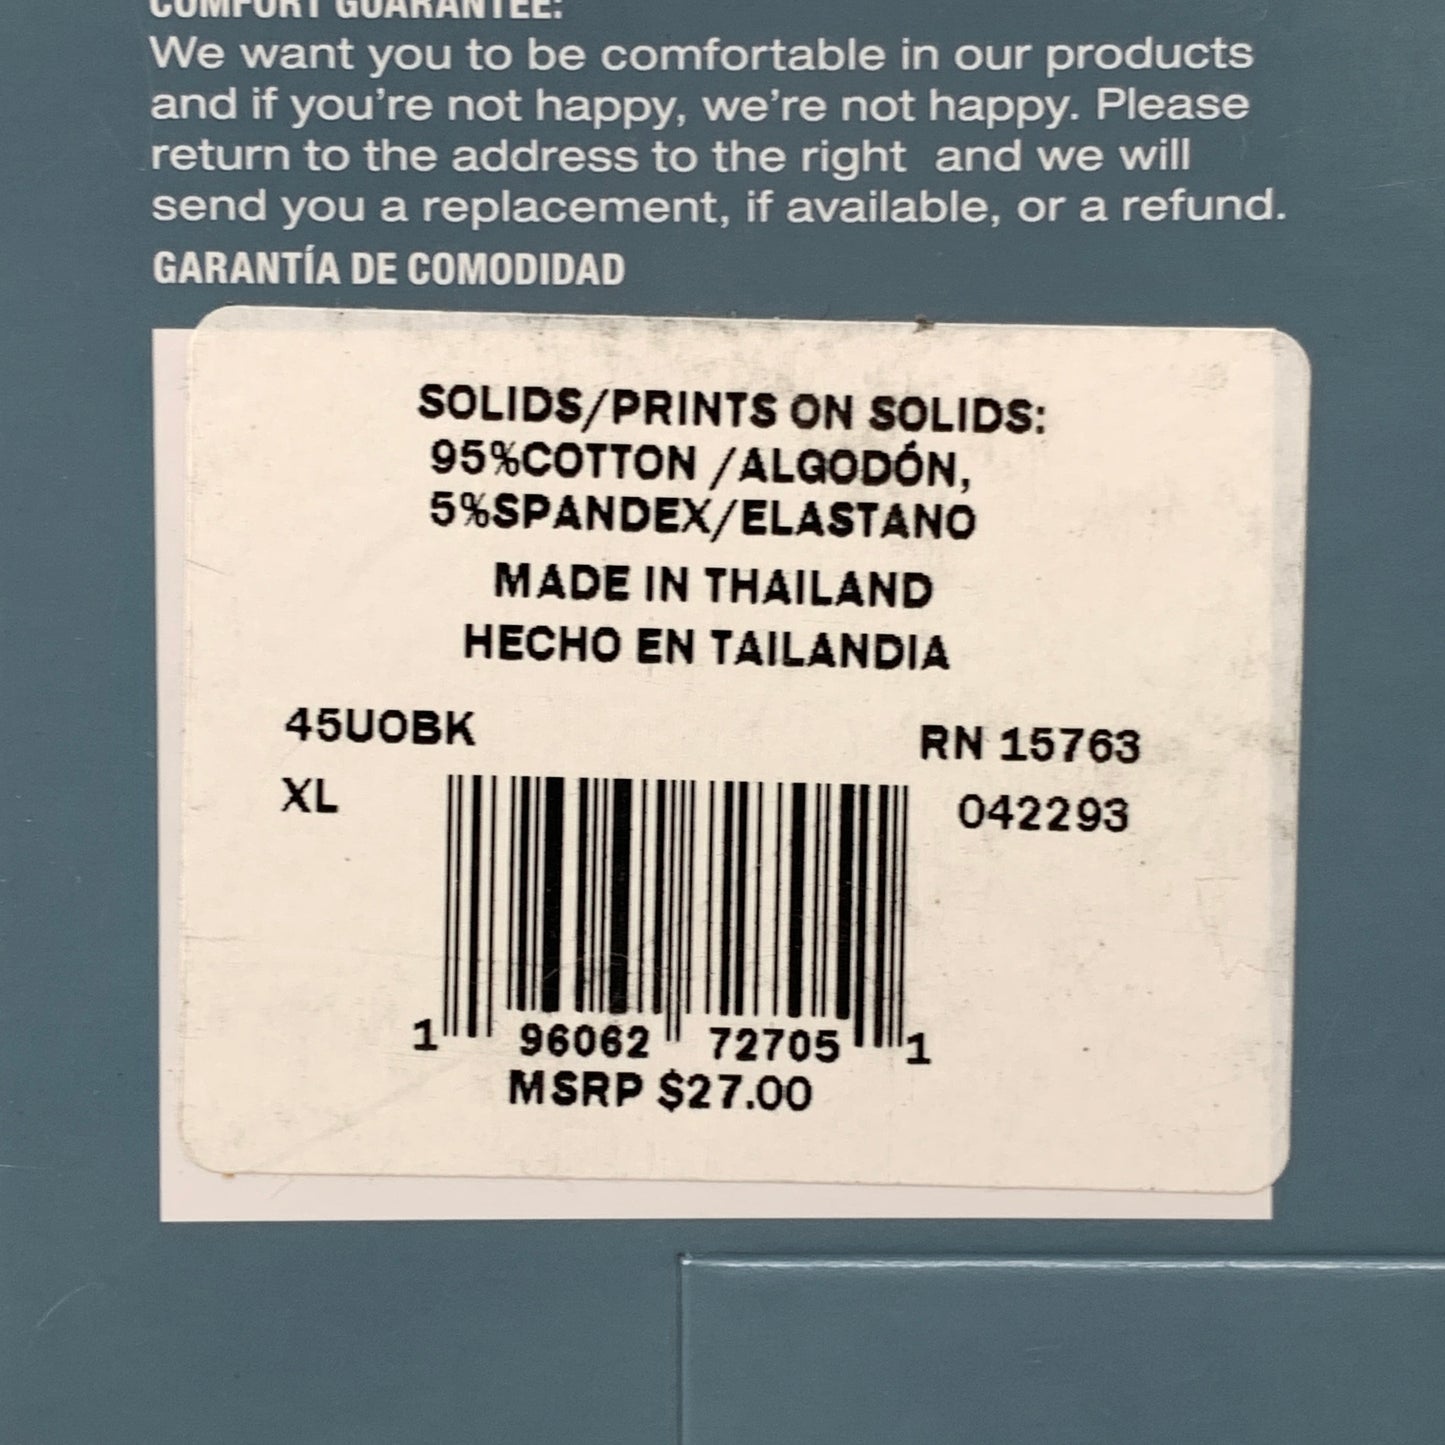 COMFORT GUARANTEE:
We want you to be comfortable in our products
and if you're not happy, we're not happy. Please
return to the address to the right and we will
send you a replacement, if available, or a refund.
GARANTÍA DE COMODIDAD
SOLIDS/PRINTS ON SOLIDS:
95%COTTON /ALGODÓN,
5%SPANDEX/ELASTANO
MADE IN THAILAND
HECHO EN TAILANDIA
45UOBK
RN 15763
XL
042293
1 96062 72705 1
MSRP $27.00